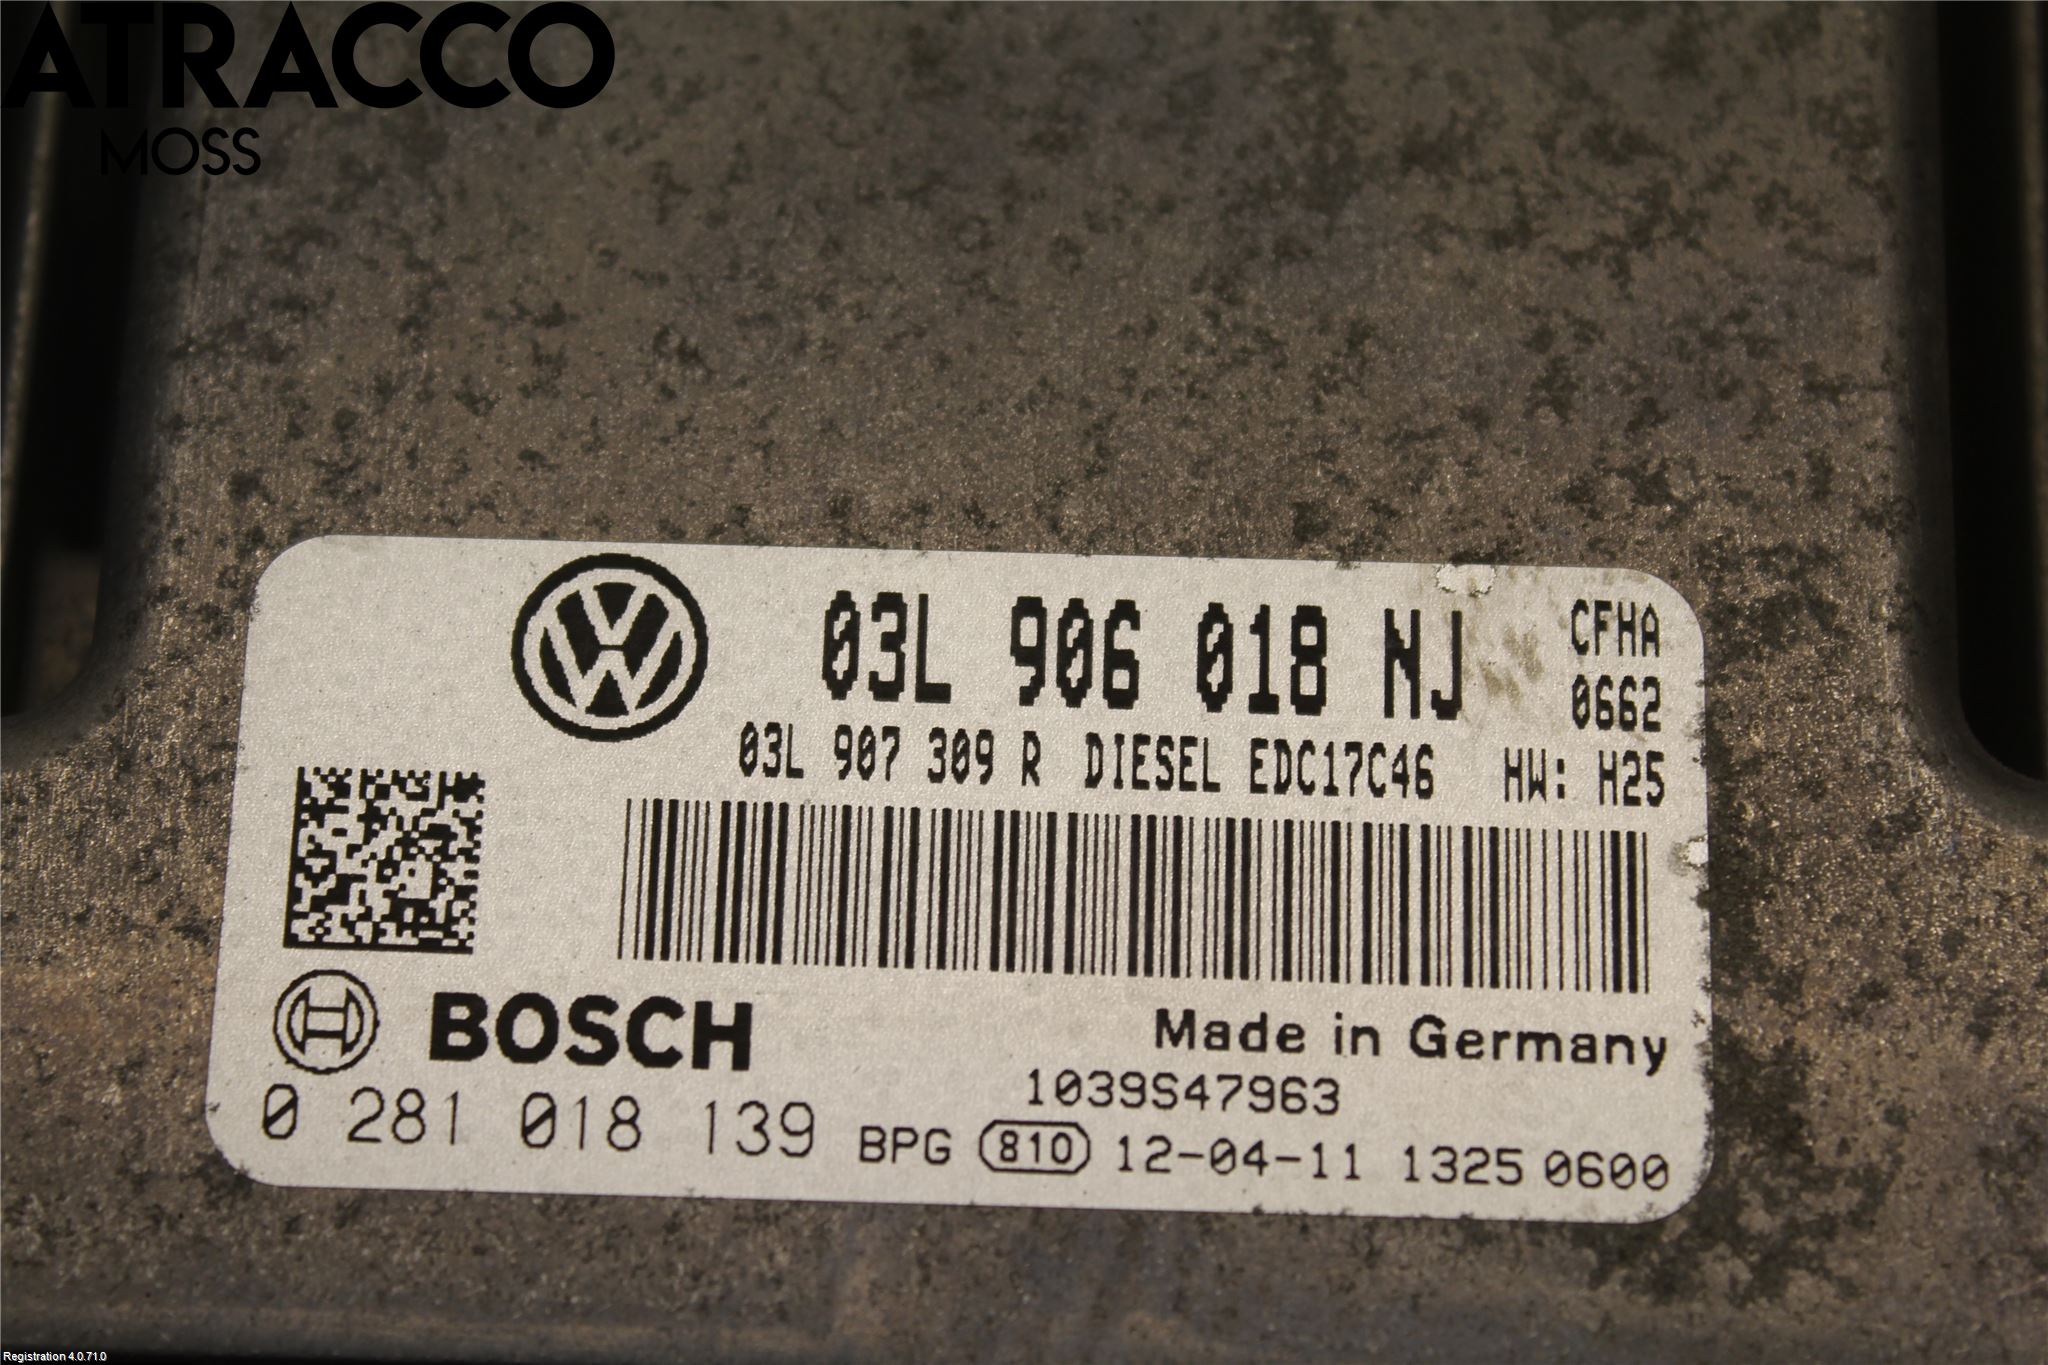 ATRACCO
MOSS
03L 906 018 NJ
CFHA
0662
03L 907 309 R DIESEL EDC17C46 HW: H25
BOSCH
Made in Germany
1039S47963
0 281 018 139
BPG 810 12-04-11 1325 0600
Registration 4.0.71.0